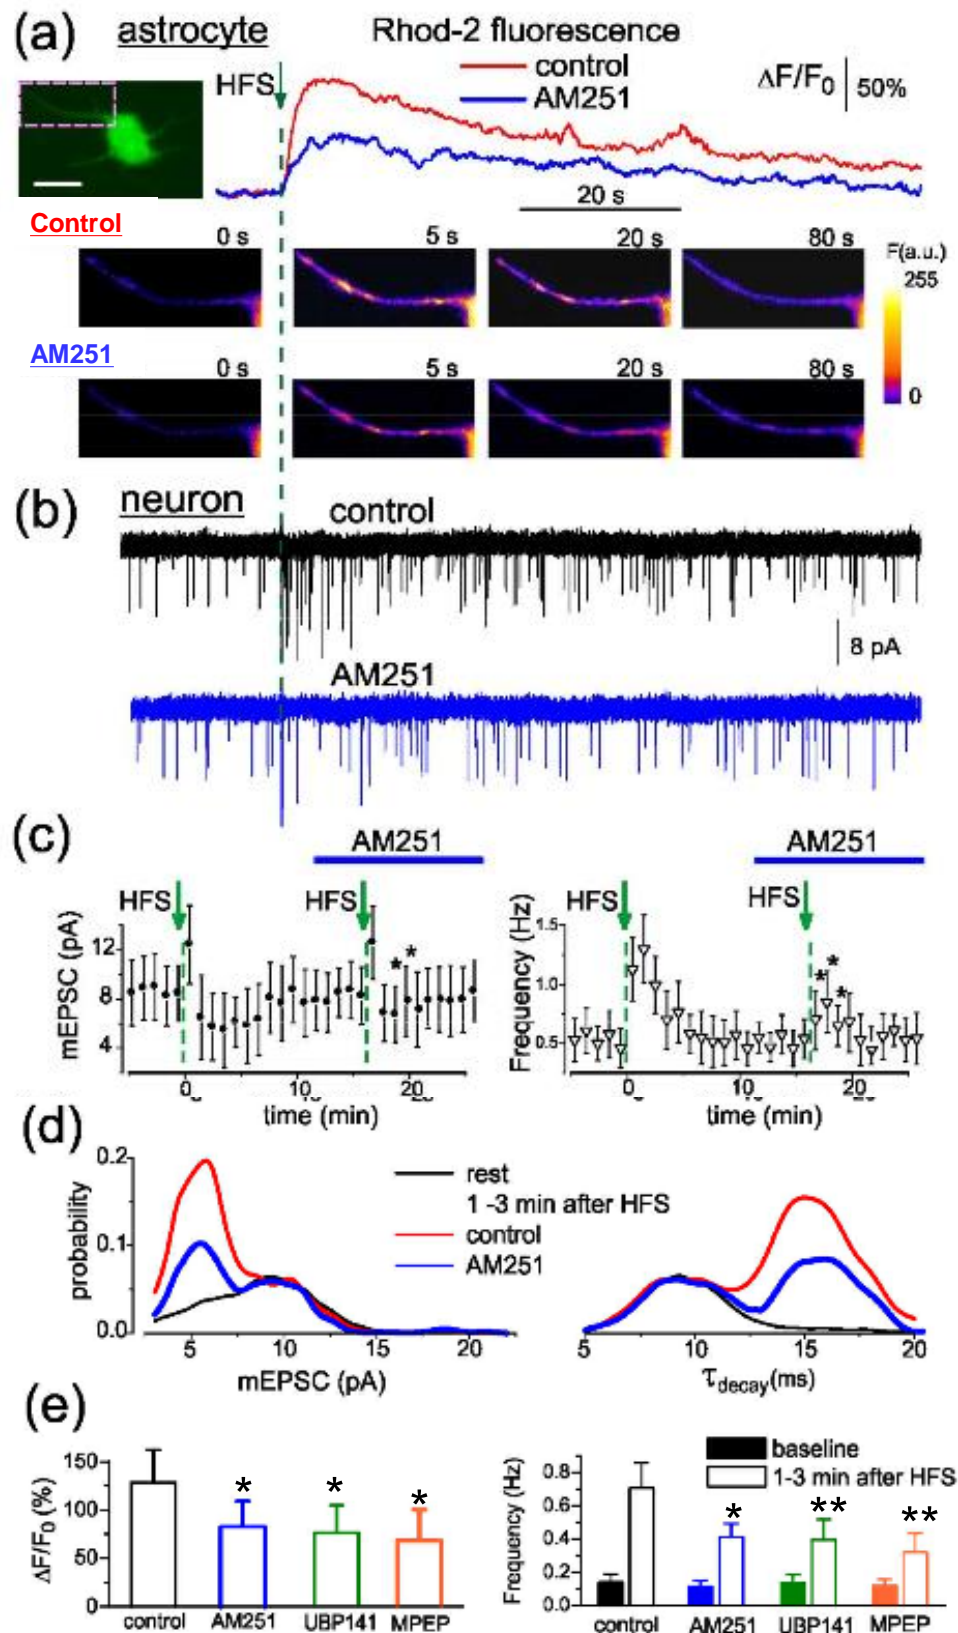 (a) astrocyte Rhod-2 fluorescence
HFS control ΔF/F0 50%
AM251
20 s
Control
0 s 5 s 20 s 80 s F(a.u.)
255
AM251
0 s 5 s 20 s 80 s 0
(b) neuron control
8 pA
AM251
(c) AM251 AM251
HFS HFS HFS HFS
mEPSC (pA) 12 8 4
Frequency (Hz) 1.5 1.0 0.5
* * * * *
0 10 20 0 10 20
time (min) time (min)
(d)
probability 0.2 0.1 0.0
rest
1 -3 min after HFS
control
AM251
5 10 15 20 5 10 15 20
mEPSC (pA) τdecay(ms)
(e)
baseline
1-3 min after HFS
ΔF/F0 (%) 150 100 50 0
Frequency (Hz) 0.8 0.6 0.4 0.2 0.0
* * * * ** **
control AM251 UBP141 MPEP control AM251 UBP141 MPEP